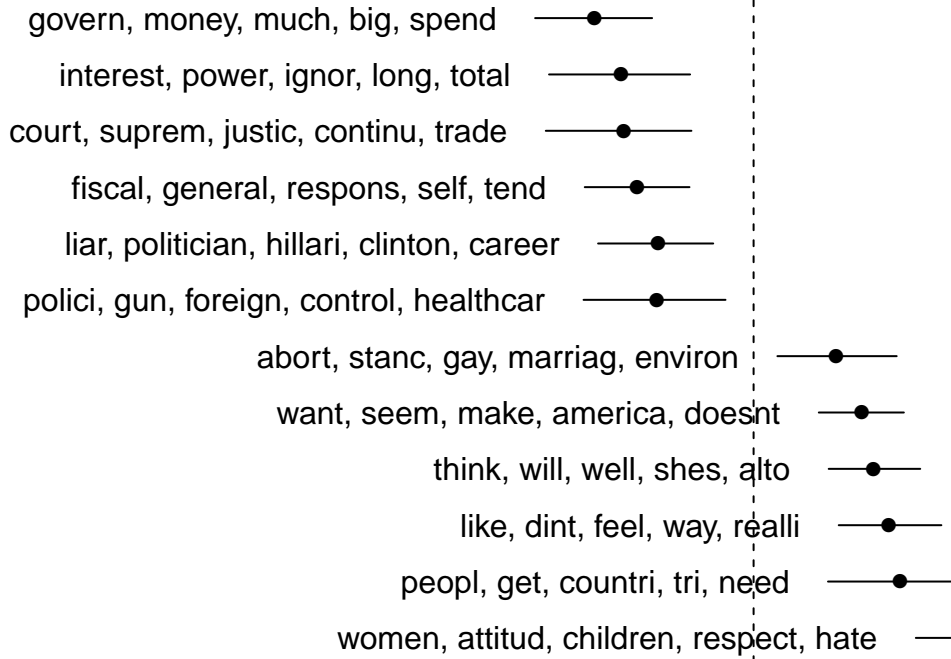 govern, money, much, big, spend
interest, power, ignor, long, total
court, suprem, justic, continu, trade
fiscal, general, respons, self, tend
liar, politician, hillari, clinton, career
polici, gun, foreign, control, healthcar
abort, stanc, gay, marriag, environ
want, seem, make, america, doesnt
think, will, well, shes, alto
like, dint, feel, way, realli
peopl, get, countri, tri, need
women, attitud, children, respect, hate